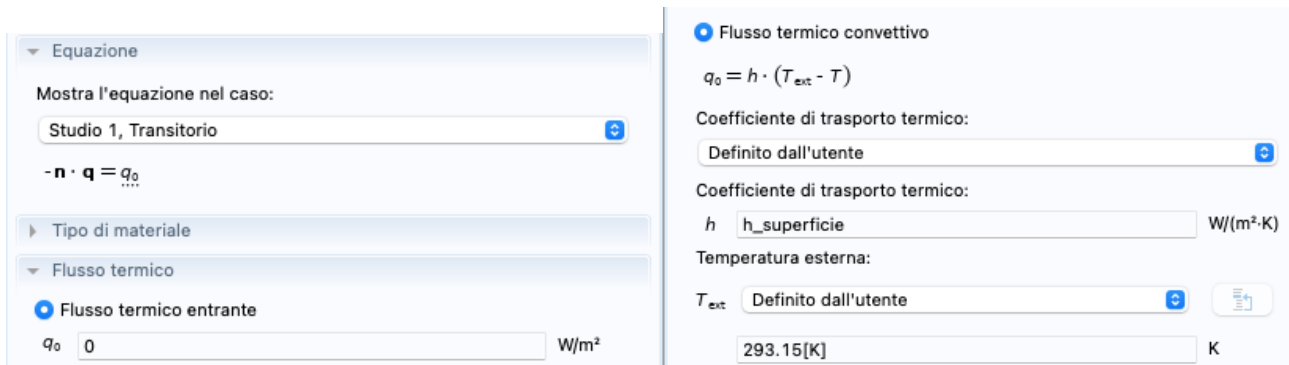 Equazione
Mostra l'equazione nel caso:
Studio 1, Transitorio
-n · q = q₀
Tipo di materiale
Flusso termico
Flusso termico entrante
q₀ 0 W/m²
Flusso termico convettivo
q₀ = h · (Text - T)
Coefficiente di trasporto termico:
Definito dall'utente
Coefficiente di trasporto termico:
h h_superficie W/(m²·K)
Temperatura esterna:
Text Definito dall'utente
293.15[K] K